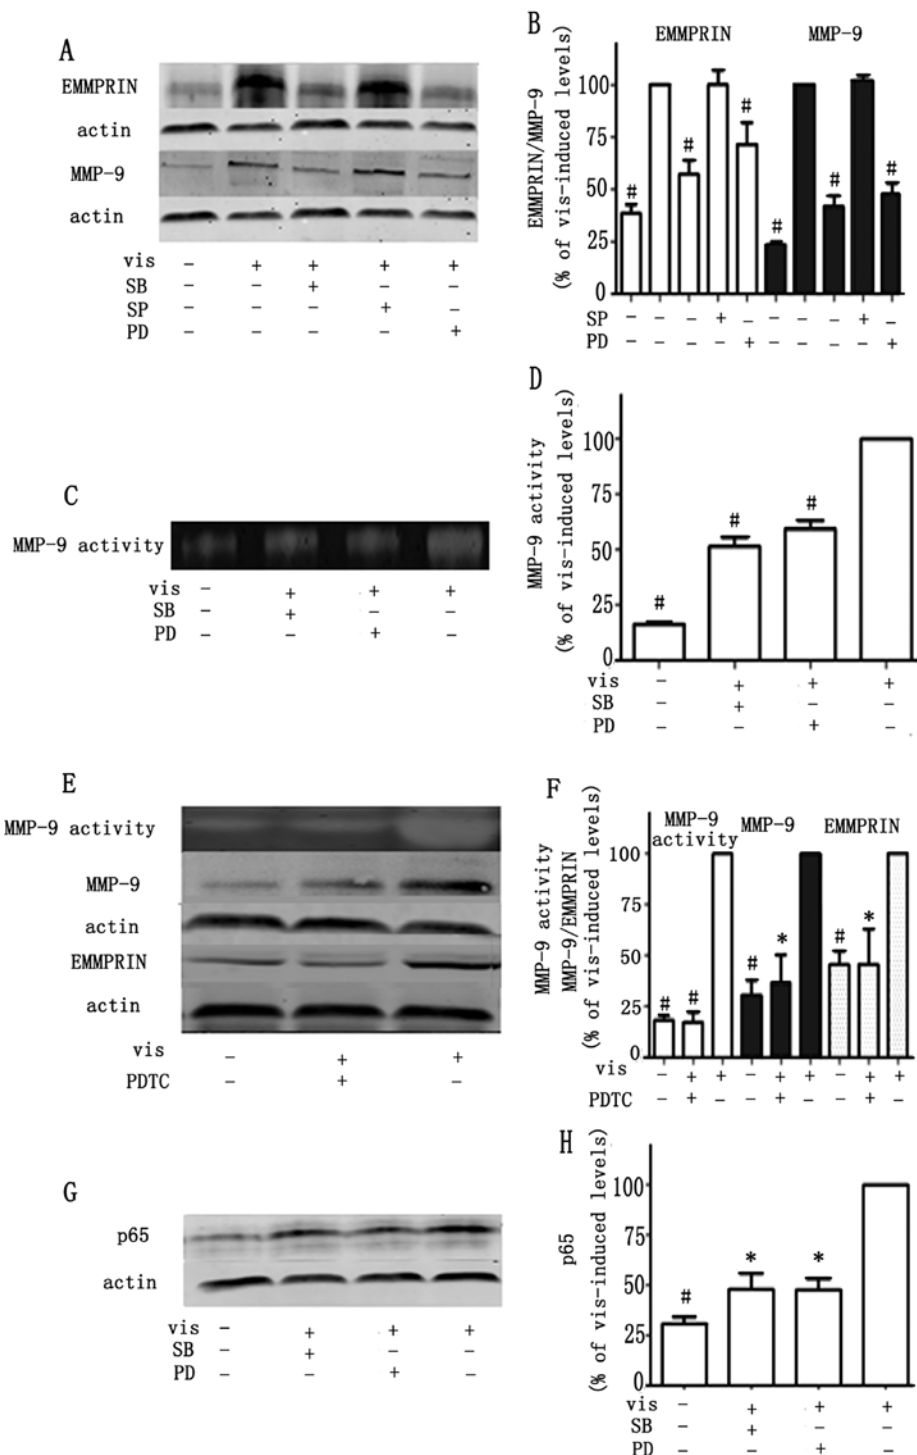 A
EMMPRIN
actin
MMP-9
actin
vis – + + + +
SB – – + – –
SP – – – + –
PD – – – – +
B
EMMPRIN MMP-9
EMMPRIN/MMP-9
(% of vis-induced levels)
100
75
50
25
0
# # # # # #
SP – – – + – – – – + –
PD – – – – + – – – – +
C
MMP-9 activity
vis – + + +
SB – + – –
PD – – + –
D
MMP-9 activity
(% of vis-induced levels)
100
75
50
25
0
# # #
vis – + + +
SB – + – –
PD – – + –
E
MMP-9 activity
MMP-9
actin
EMMPRIN
actin
vis – + +
PDTC – + –
F
MMP-9 activity
MMP-9/EMMPRIN
(% of vis-induced levels)
MMP-9
activity
MMP-9
EMMPRIN
100
75
50
25
0
# # # * # *
vis – + + – + + – + +
PDTC – + – – + – – + –
G
p65
actin
vis – + + +
SB – + – –
PD – – + –
H
p65
(% of vis-induced levels)
100
75
50
25
0
# * *
vis – + + +
SB – + – –
PD – – + –